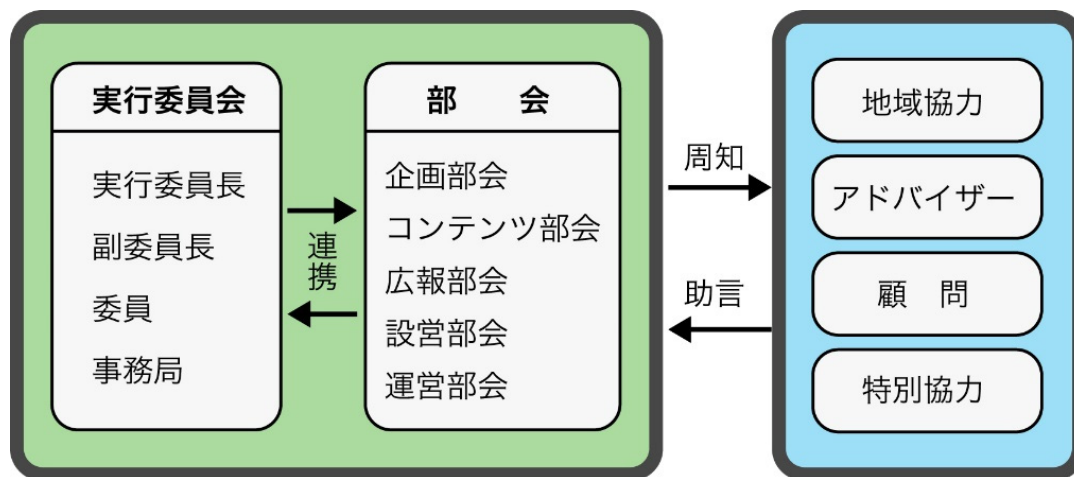 実行委員会
実行委員長
副委員長
委員
事務局
連携
部　　会
企画部会
コンテンツ部会
広報部会
設営部会
運営部会
周知
助言
地域協力
アドバイザー
顧　問
特別協力